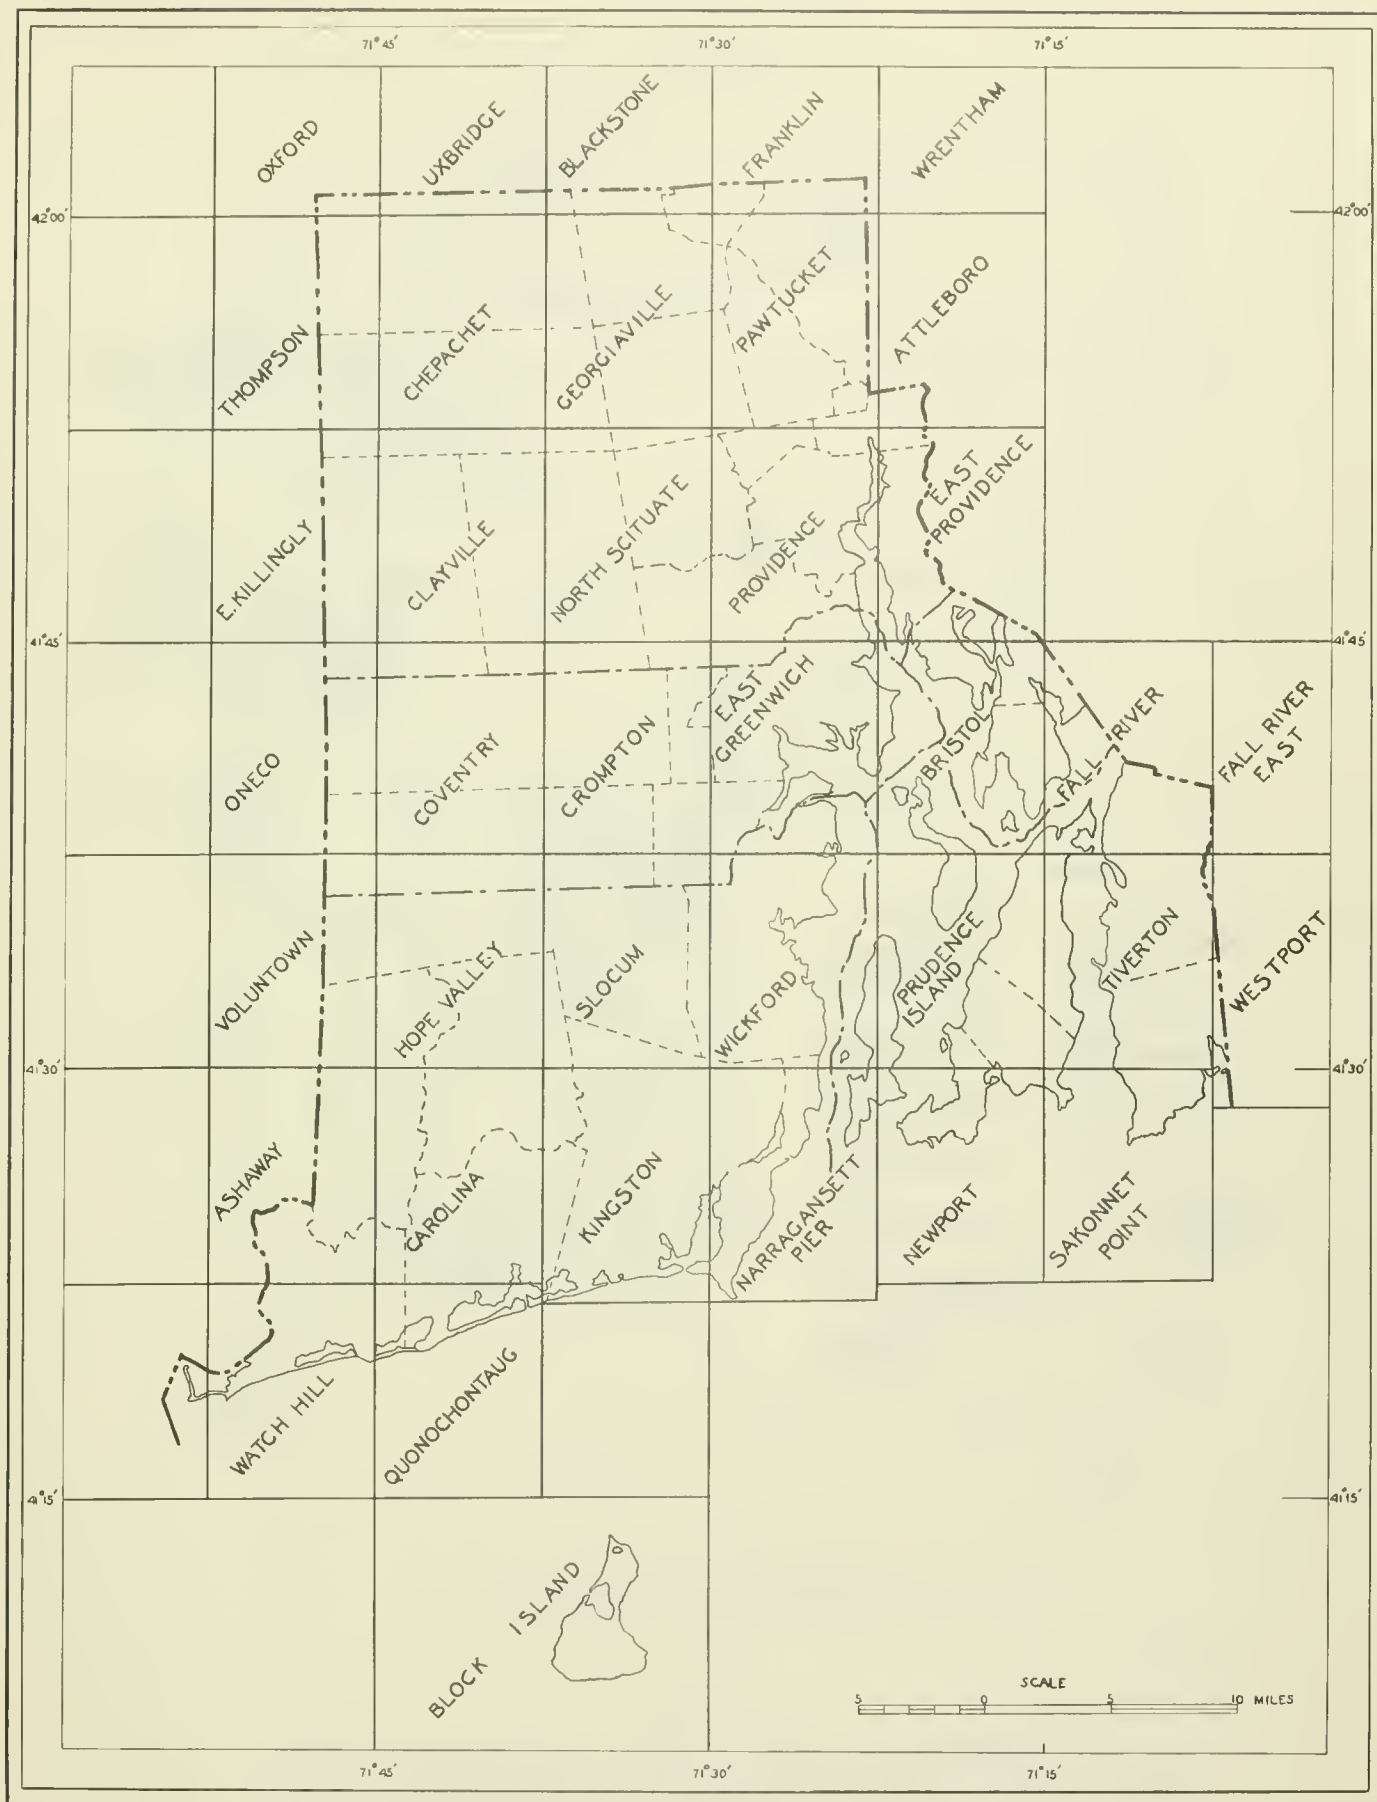 71°45′ 71°30′ 71°15′
OXFORD
UXBRIDGE
BLACKSTONE
FRANKLIN
WRENTHAM
42°00′ 42°00′
THOMPSON
CHEPACHET
GEORGIAVILLE
PAWTUCKET
ATTLEBORO
E. KILLINGLY
CLAYVILLE
NORTH SCITUATE
PROVIDENCE
EAST
PROVIDENCE
41°45′ 41°45′
ONECO
COVENTRY
CROMPTON
EAST
GREENWICH
BRISTOL
FALL RIVER
FALL RIVER
EAST
VOLUNTOWN
HOPE VALLEY
SLOCUM
WICKFORD
PRUDENCE
ISLAND
TIVERTON
WESTPORT
41°30′ 41°30′
ASHAWAY
CAROLINA
KINGSTON
NARRAGANSETT
PIER
NEWPORT
SAKONNET
POINT
WATCH HILL
QUONOCHONTAUG
41°15′ 41°15′
BLOCK ISLAND
SCALE
5 0 5 10 MILES
71°45′ 71°30′ 71°15′